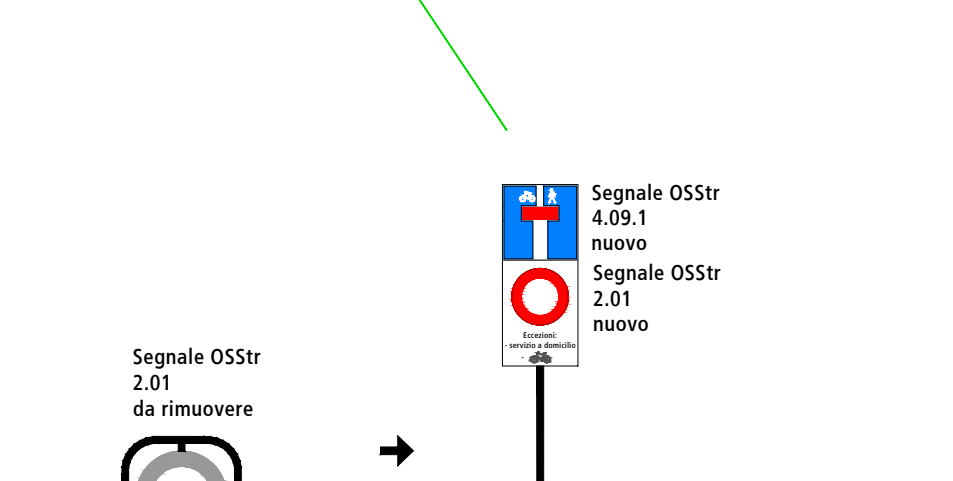 Segnale OSStr
4.09.1
nuovo
Segnale OSStr
2.01
nuovo
Eccezioni:
- servizio a domicilio
-
Segnale OSStr
2.01
da rimuovere